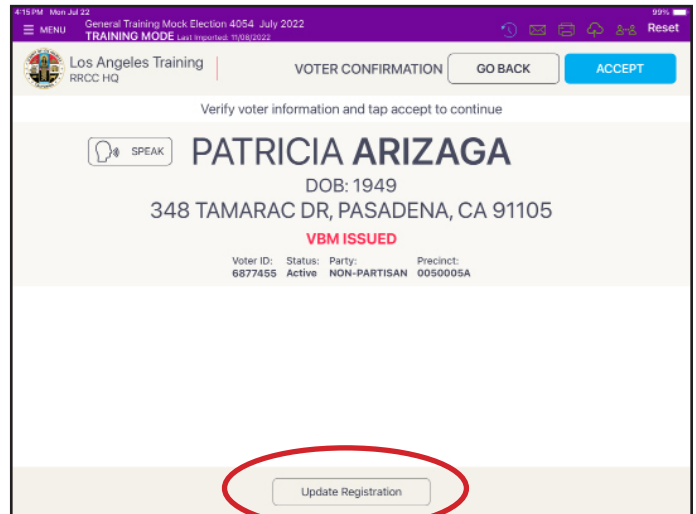 4:15 PM Mon Jul 22 99%
MENU General Training Mock Election 4054 July 2022
TRAINING MODE Last Imported: 11/08/2022 Reset
Los Angeles Training
RRCC HQ
VOTER CONFIRMATION GO BACK ACCEPT
Verify voter information and tap accept to continue
SPEAK PATRICIA ARIZAGA
DOB: 1949
348 TAMARAC DR, PASADENA, CA 91105
VBM ISSUED
Voter ID: Status: Party: Precinct:
6877455 Active NON-PARTISAN 0050005A
Update Registration